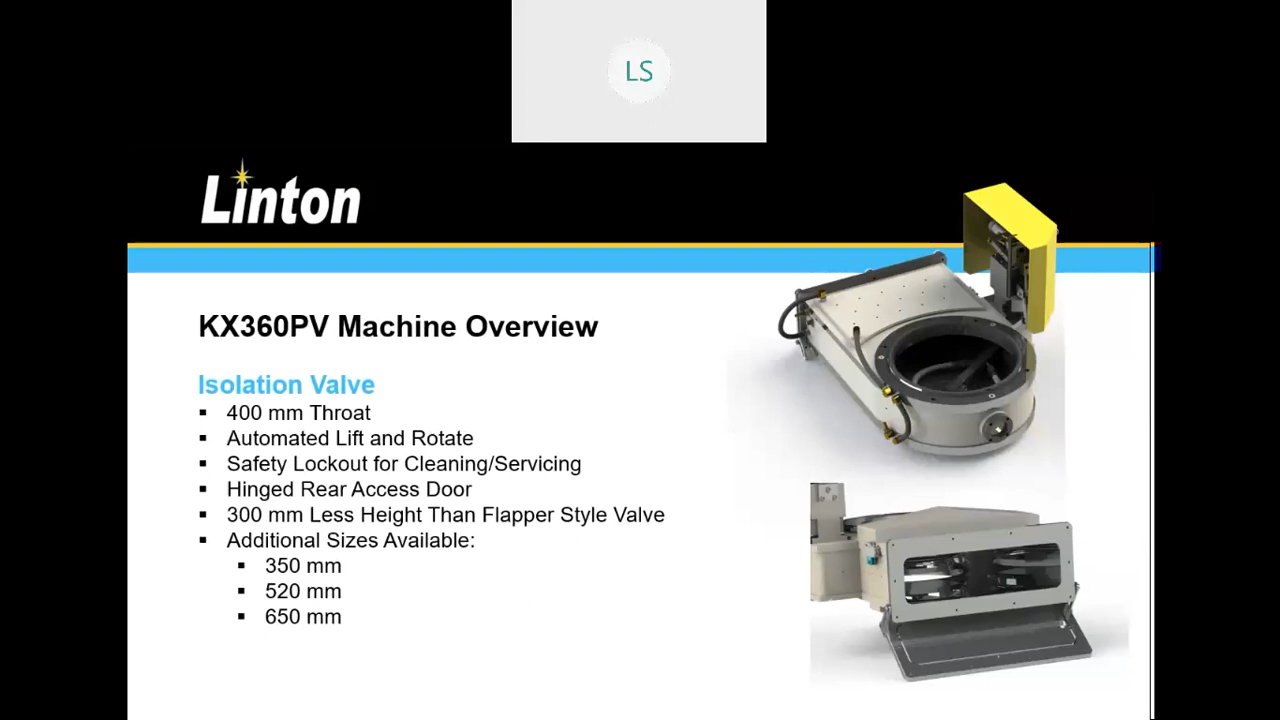 LS
Linton
KX360PV Machine Overview
Isolation Valve
▪ 400 mm Throat
▪ Automated Lift and Rotate
▪ Safety Lockout for Cleaning/Servicing
▪ Hinged Rear Access Door
▪ 300 mm Less Height Than Flapper Style Valve
▪ Additional Sizes Available:
▪ 350 mm
▪ 520 mm
▪ 650 mm